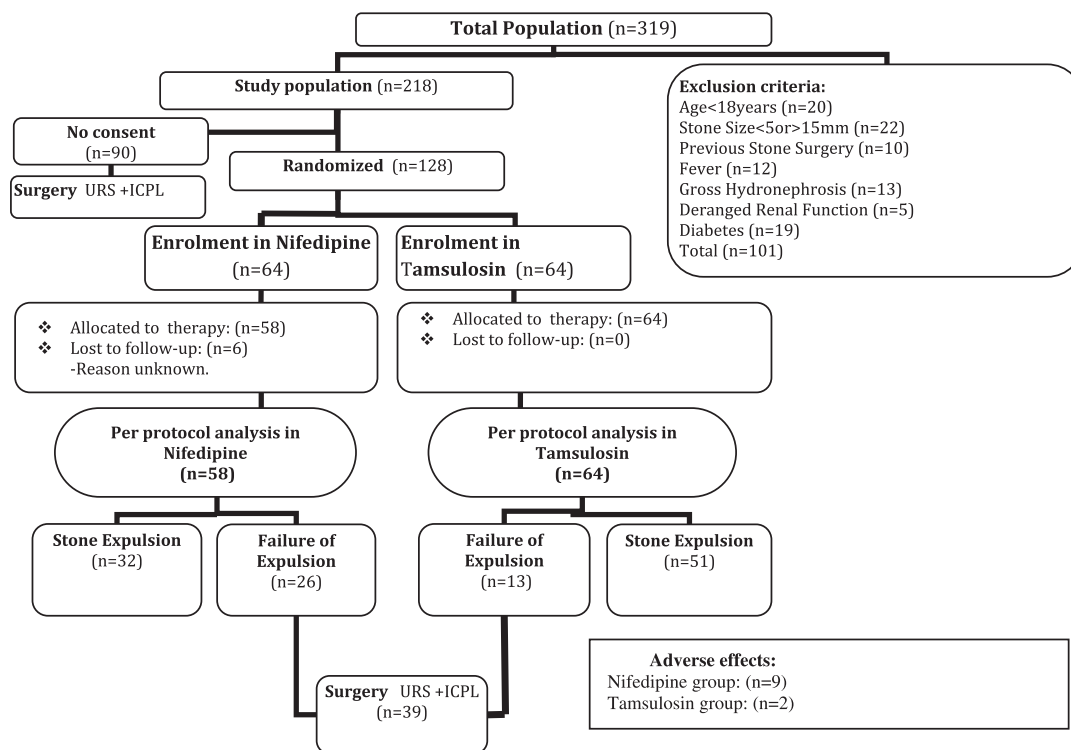 Total Population (n=319)
Study population (n=218)
Exclusion criteria:
Age<18years (n=20)
Stone Size<5or>15mm (n=22)
Previous Stone Surgery (n=10)
Fever (n=12)
Gross Hydronephrosis (n=13)
Deranged Renal Function (n=5)
Diabetes (n=19)
Total (n=101)
No consent
(n=90)
Surgery URS +ICPL
Randomized (n=128)
Enrolment in Nifedipine
(n=64)
Enrolment in
Tamsulosin (n=64)
❖ Allocated to therapy: (n=58)
❖ Lost to follow-up: (n=6)
-Reason unknown.
❖ Allocated to therapy: (n=64)
❖ Lost to follow-up: (n=0)
Per protocol analysis in
Nifedipine
(n=58)
Per protocol analysis in
Tamsulosin
(n=64)
Stone Expulsion
(n=32)
Failure of
Expulsion
(n=26)
Failure of
Expulsion
(n=13)
Stone Expulsion
(n=51)
Surgery URS +ICPL
(n=39)
Adverse effects:
Nifedipine group: (n=9)
Tamsulosin group: (n=2)